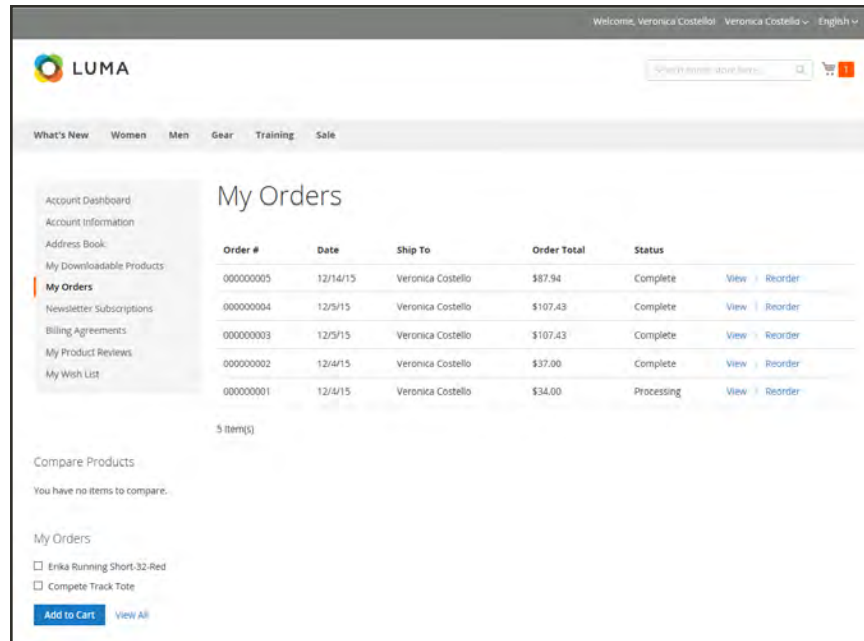 Welcome, Veronica Costello! Veronica Costello English
LUMA
Search entire store here...
1
What's New Women Men Gear Training Sale
Account Dashboard
Account Information
Address Book
My Downloadable Products
My Orders
Newsletter Subscriptions
Billing Agreements
My Product Reviews
My Wish List
My Orders
Order # Date Ship To Order Total Status
000000005 12/14/15 Veronica Costello $87.94 Complete View | Reorder
000000004 12/5/15 Veronica Costello $107.43 Complete View | Reorder
000000003 12/5/15 Veronica Costello $107.43 Complete View | Reorder
000000002 12/4/15 Veronica Costello $37.00 Complete View | Reorder
000000001 12/4/15 Veronica Costello $34.00 Processing View | Reorder
5 Item(s)
Compare Products
You have no items to compare.
My Orders
Erika Running Short-32-Red
Compete Track Tote
Add to Cart View All